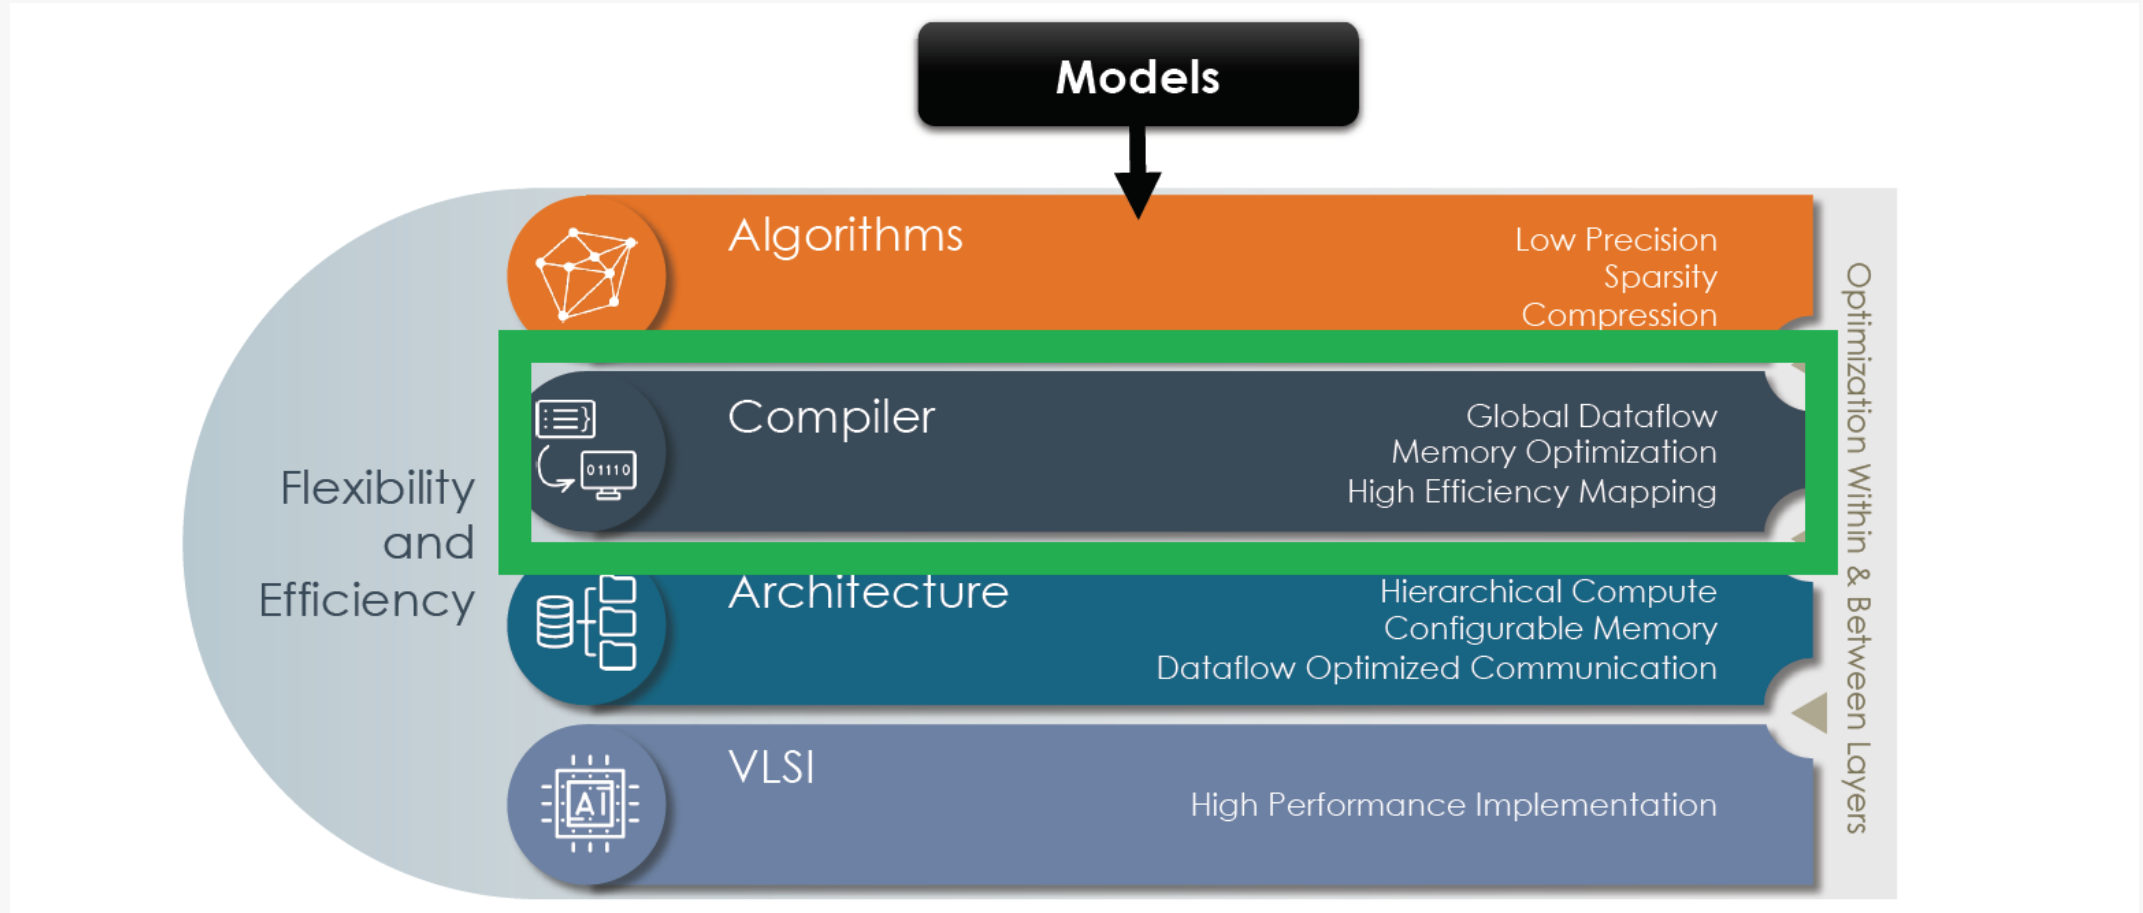 Models
Algorithms
Low Precision
Sparsity
Compression
Compiler
Global Dataflow
Memory Optimization
High Efficiency Mapping
01110
Flexibility
and
Efficiency
Architecture
Hierarchical Compute
Configurable Memory
Dataflow Optimized Communication
VLSI
High Performance Implementation
AI
Optimization Within & Between Layers